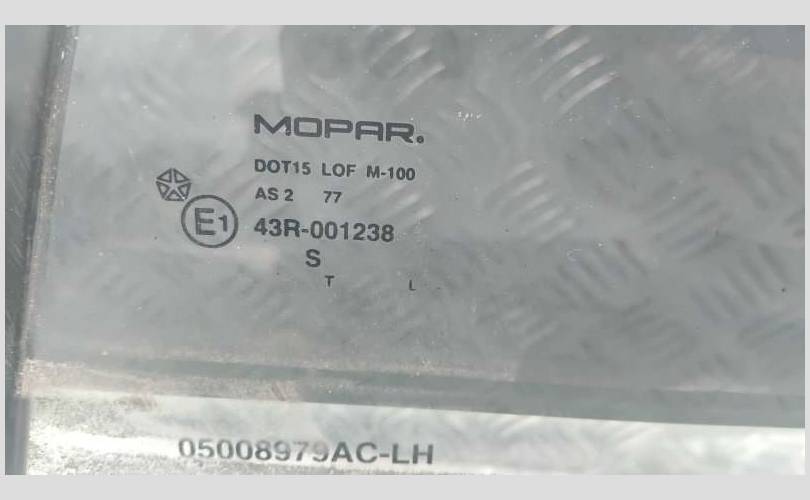 MOPAR.
DOT15 LOF M-100
AS 2 77
E1 43R-001238
S
T L
05008979AC-LH